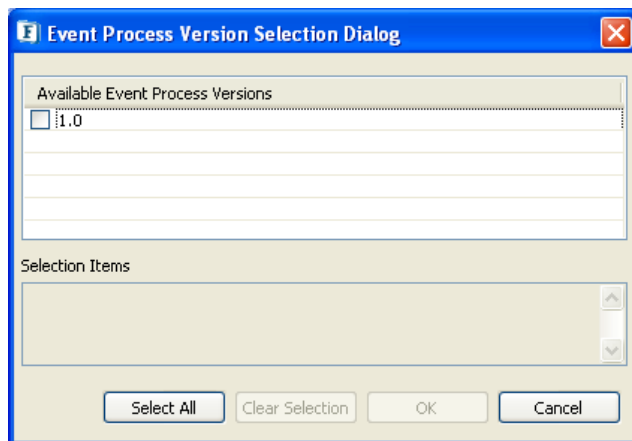 Event Process Version Selection Dialog
Available Event Process Versions
1.0
Selection Items
Select All Clear Selection OK Cancel